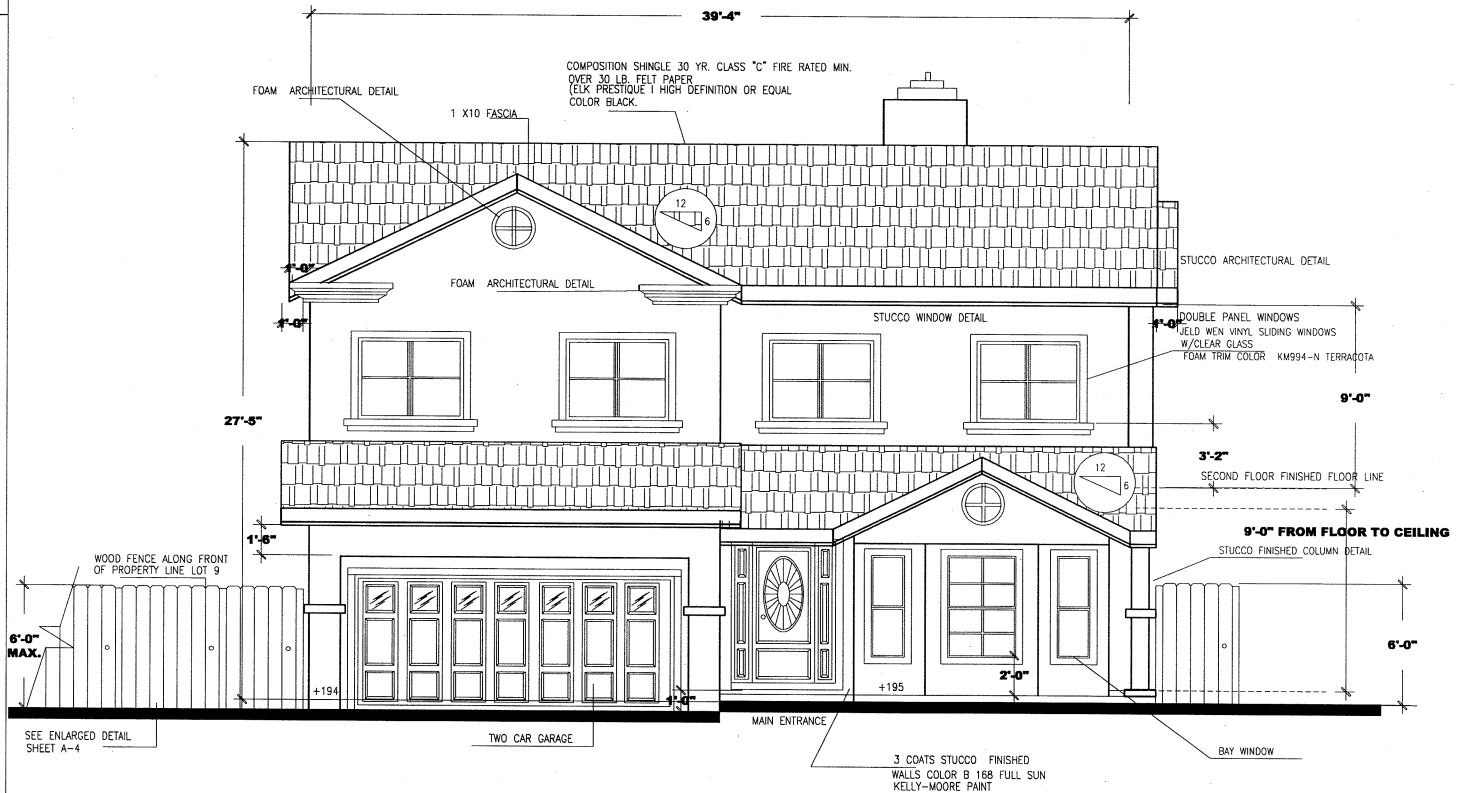 39'-4"
COMPOSITION SHINGLE 30 YR. CLASS "C" FIRE RATED MIN.
OVER 30 LB. FELT PAPER
(ELK PRESTIQUE I HIGH DEFINITION OR EQUAL
COLOR BLACK.
FOAM ARCHITECTURAL DETAIL
1 X10 FASCIA
12
6
1'-0"
STUCCO ARCHITECTURAL DETAIL
FOAM ARCHITECTURAL DETAIL
1'-0"
STUCCO WINDOW DETAIL
1'-0"
DOUBLE PANEL WINDOWS
JELD WEN VINYL SLIDING WINDOWS
W/CLEAR GLASS
FOAM TRIM COLOR KM994-N TERRACOTA
9'-0"
27'-5"
3'-2"
12
6
SECOND FLOOR FINISHED FLOOR LINE
1'-6"
9'-0" FROM FLOOR TO CEILING
STUCCO FINISHED COLUMN DETAIL
WOOD FENCE ALONG FRONT
OF PROPERTY LINE LOT 9
6'-0"
MAX.
6'-0"
+194
1'-0"
+195
2'-0"
MAIN ENTRANCE
SEE ENLARGED DETAIL
SHEET A-4
TWO CAR GARAGE
BAY WINDOW
3 COATS STUCCO FINISHED
WALLS COLOR B 168 FULL SUN
KELLY-MOORE PAINT